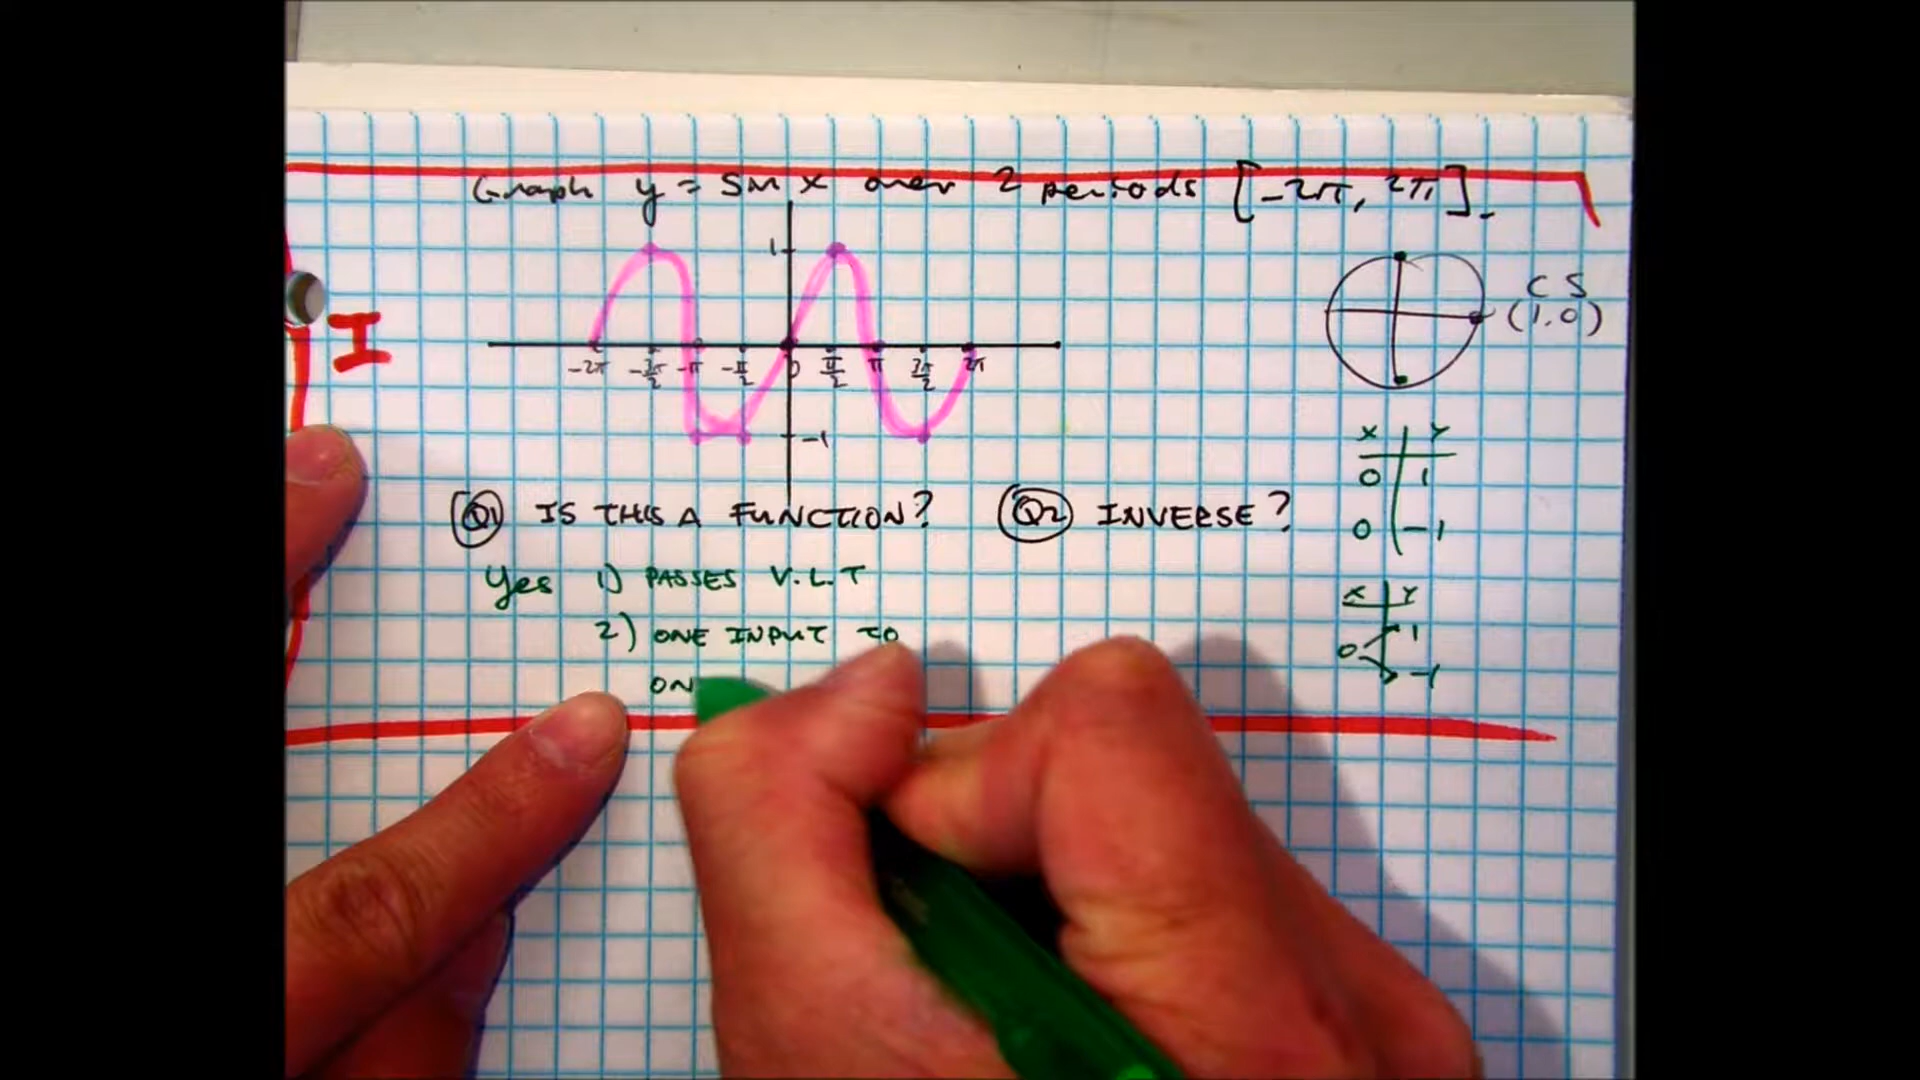 Graph y = sin x over 2 periods [-2π, 2π].
I
1
C S
(1,0)
-2π -3π/2 -π -π/2 0 π/2 π 3π/2 2π
-1
X Y
0 1
0 -1
Q1 IS THIS A FUNCTION? Q2 INVERSE?
Yes 1) PASSES V.L.T
2) ONE INPUT TO
ON
X Y
0 1
-1